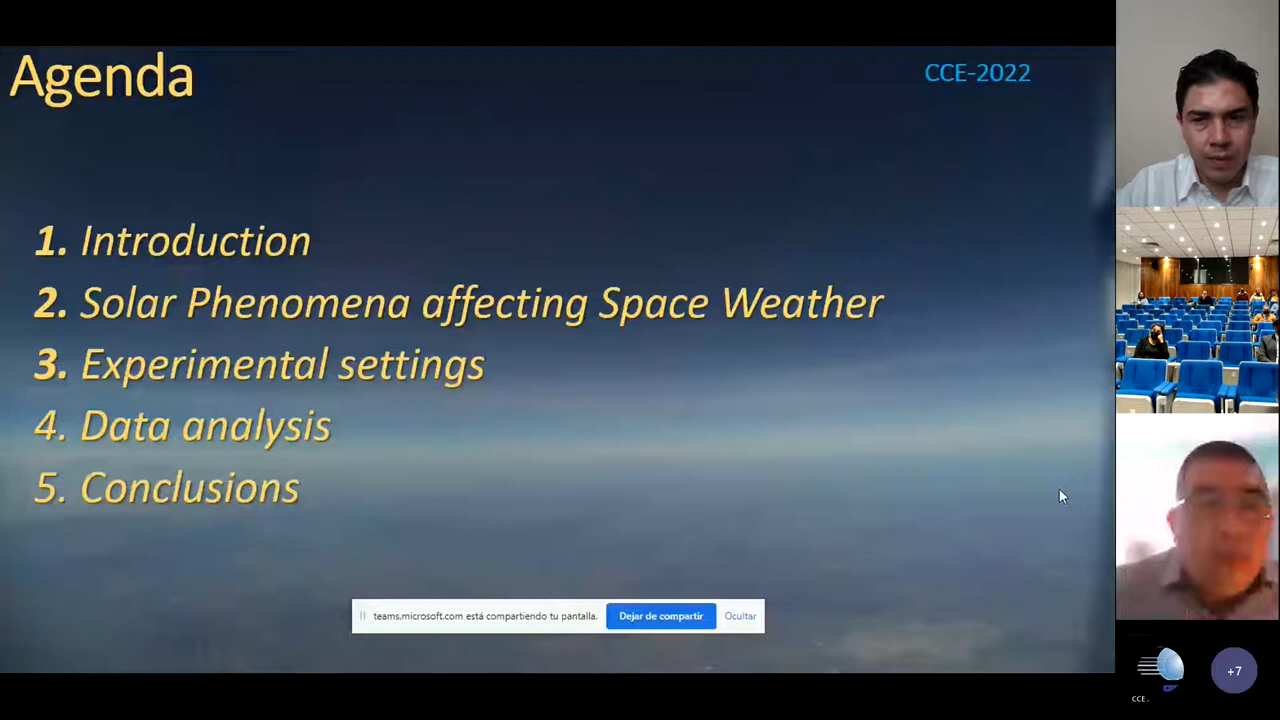 Agenda
CCE-2022
1. Introduction
2. Solar Phenomena affecting Space Weather
3. Experimental settings
4. Data analysis
5. Conclusions
teams.microsoft.com está compartiendo tu pantalla.
Dejar de compartir
Ocultar
CCE .
+7